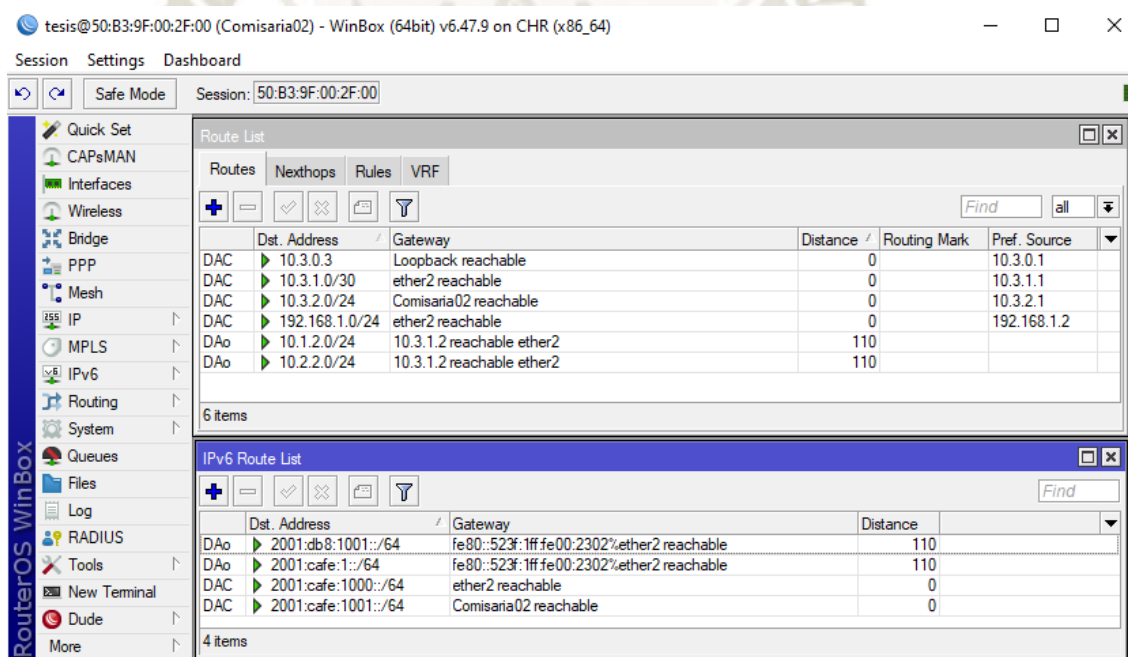 tesis@50:B3:9F:00:2F:00 (Comisaria02) - WinBox (64bit) v6.47.9 on CHR (x86_64)
Session Settings Dashboard
Safe Mode Session: 50:B3:9F:00:2F:00
Quick Set
CAPsMAN
Interfaces
Wireless
Bridge
PPP
Mesh
IP
MPLS
IPv6
Routing
System
Queues
Files
Log
RADIUS
Tools
New Terminal
Dude
More
RouterOS WinBox
Route List
Routes Nexthops Rules VRF
Find all
Dst. Address Gateway Distance Routing Mark Pref. Source
DAC 10.3.0.3 Loopback reachable 0 10.3.0.1
DAC 10.3.1.0/30 ether2 reachable 0 10.3.1.1
DAC 10.3.2.0/24 Comisaria02 reachable 0 10.3.2.1
DAC 192.168.1.0/24 ether2 reachable 0 192.168.1.2
DAo 10.1.2.0/24 10.3.1.2 reachable ether2 110
DAo 10.2.2.0/24 10.3.1.2 reachable ether2 110
6 items
IPv6 Route List
Find
Dst. Address Gateway Distance
DAo 2001:db8:1001::/64 fe80::523f:1ff:fe00:2302%ether2 reachable 110
DAo 2001:cafe:1::/64 fe80::523f:1ff:fe00:2302%ether2 reachable 110
DAC 2001:cafe:1000::/64 ether2 reachable 0
DAC 2001:cafe:1001::/64 Comisaria02 reachable 0
4 items